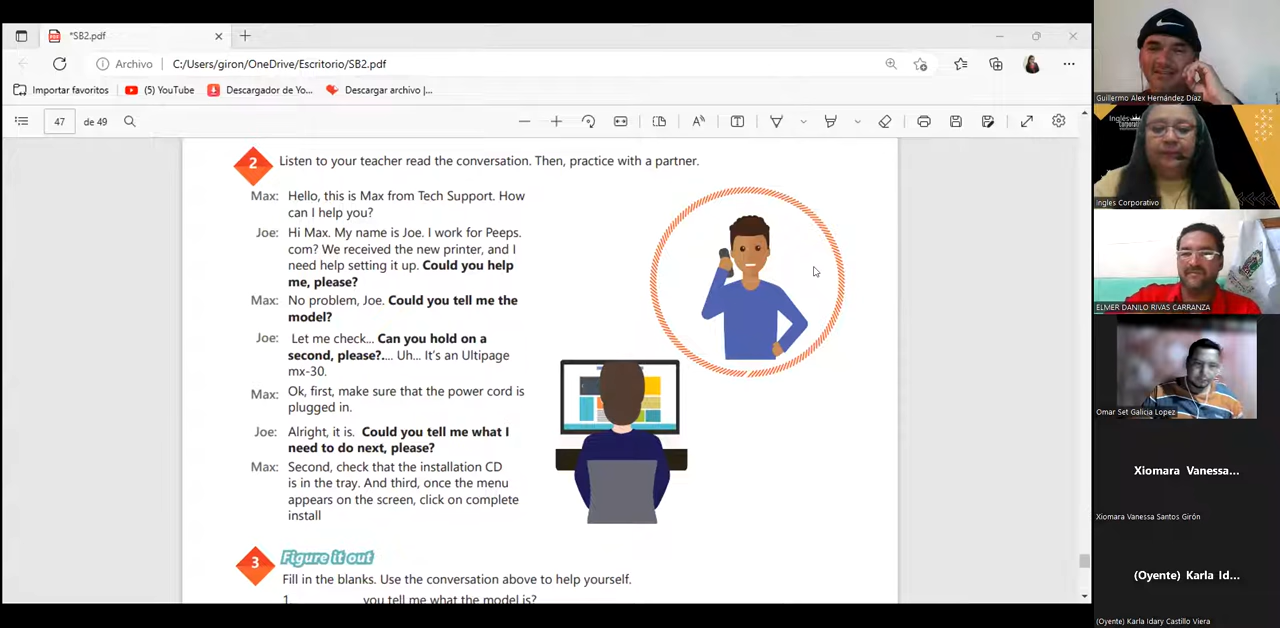 *SB2.pdf
Archivo
C:/Users/giron/OneDrive/Escritorio/SB2.pdf
Importar favoritos
(5) YouTube
Descargador de Yo...
Descargar archivo |...
47
de 49
2
Listen to your teacher read the conversation. Then, practice with a partner.
Max: Hello, this is Max from Tech Support. How
can I help you?
Joe: Hi Max. My name is Joe. I work for Peeps.
com? We received the new printer, and I
need help setting it up. Could you help
me, please?
Max: No problem, Joe. Could you tell me the
model?
Joe: Let me check... Can you hold on a
second, please?.... Uh... It's an Ultipage
mx-30.
Max: Ok, first, make sure that the power cord is
plugged in.
Joe: Alright, it is. Could you tell me what I
need to do next, please?
Max: Second, check that the installation CD
is in the tray. And third, once the menu
appears on the screen, click on complete
install
3
Figure it out
Fill in the blanks. Use the conversation above to help yourself.
1. ________ you tell me what the model is?
Guillermo Alex Hernández Díaz
Inglés
Corporativo
Ingles Corporativo
ELMER DANILO RIVAS CARRANZA
Omar Set Galicia Lopez
Xiomara Vanessa...
Xiomara Vanessa Santos Girón
(Oyente) Karla Id...
(Oyente) Karla Idary Castillo Viera